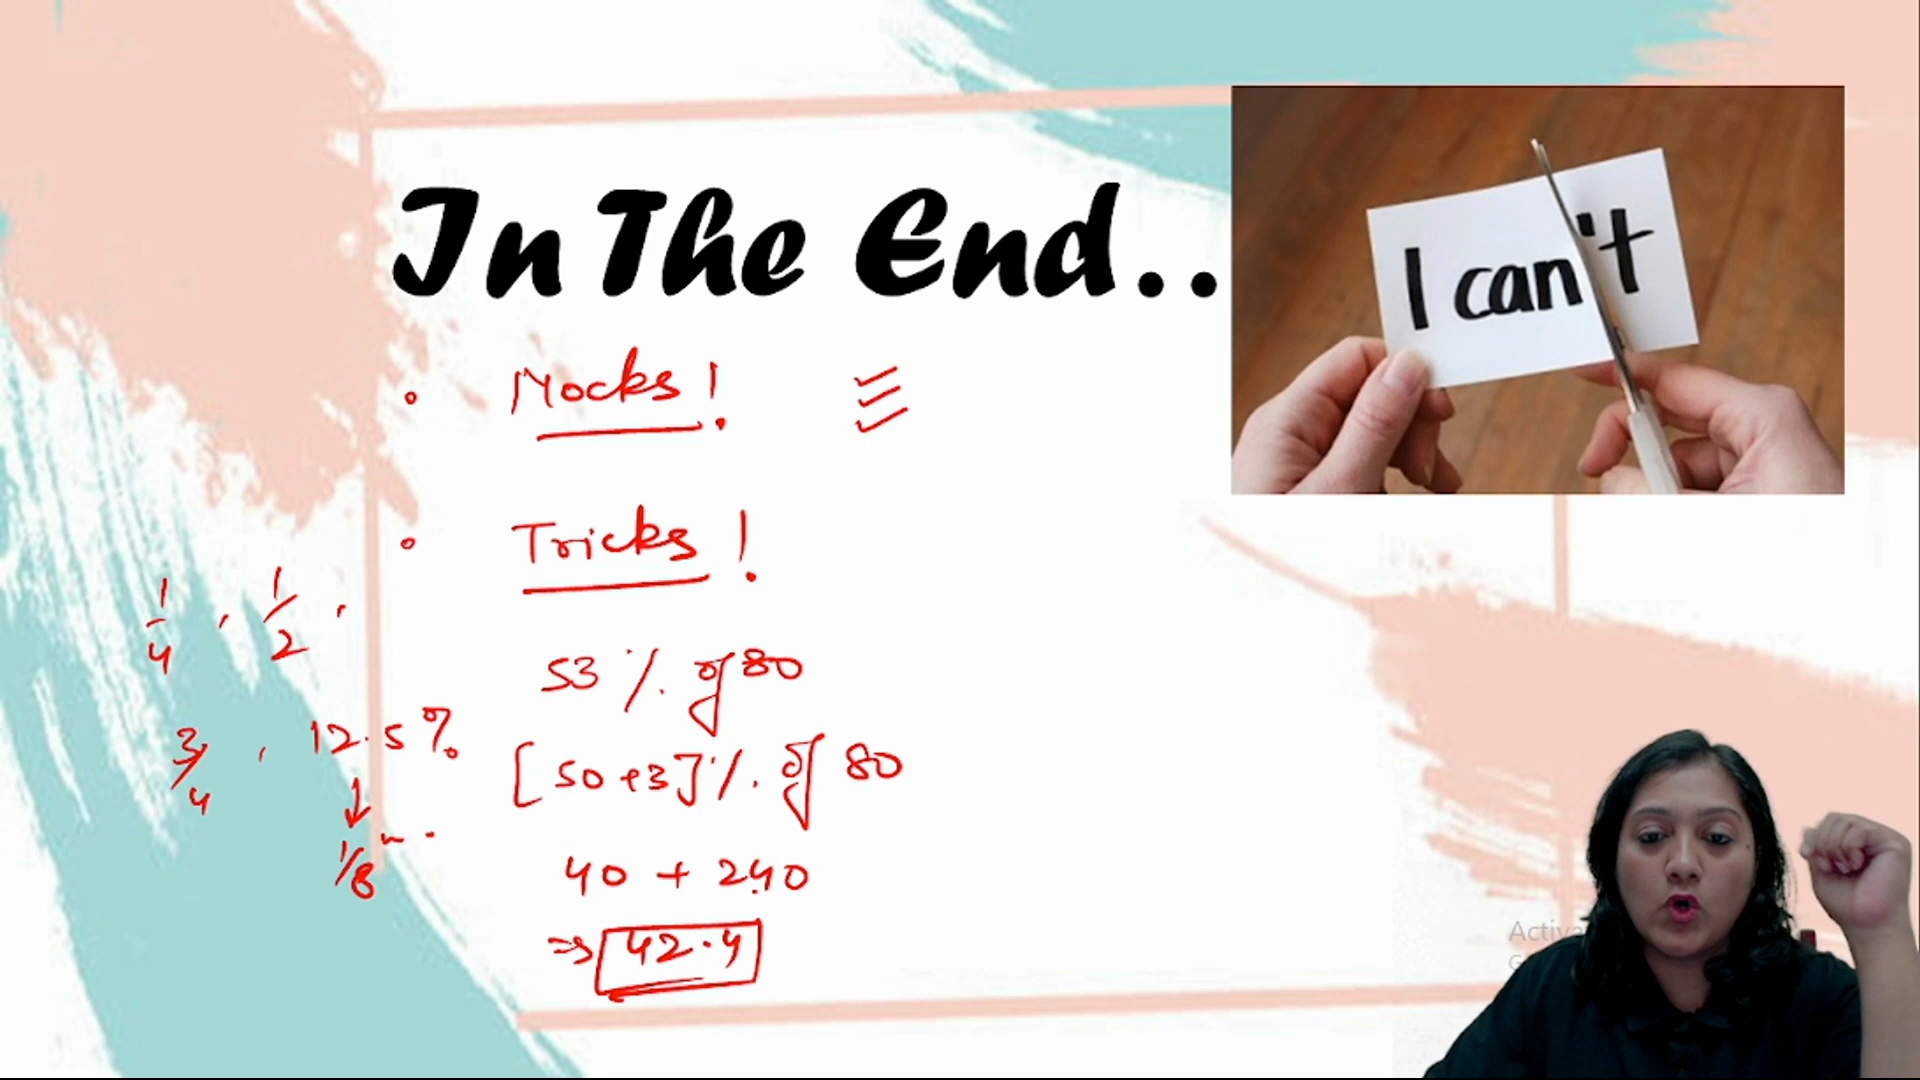 In The End..
I can't
• Mocks!
• Tricks!
1/4, 1/2,
53 % of 80
3/4, 12.5%
[50+3]% of 80
1/8
40 + 2.40
⇒ 42.4
Activa
G